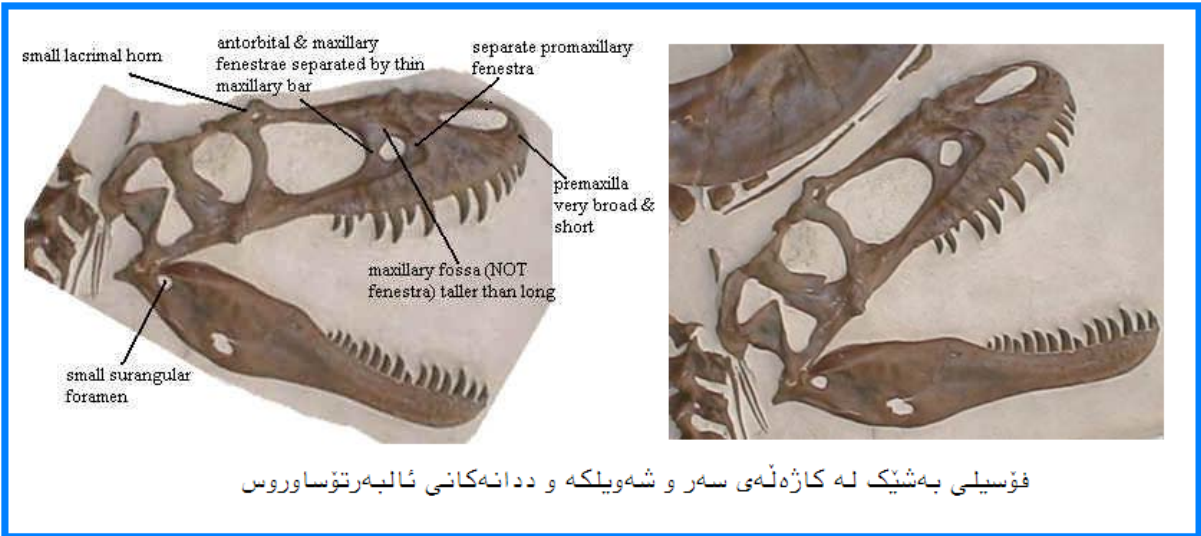 small lacrimal horn
antorbital & maxillary
fenestrae separated by thin
maxillary bar
separate promaxillary
fenestra
premaxilla
very broad &
short
maxillary fossa (NOT
fenestra) taller than long
small surangular
foramen
فۆسیلی بەشێک لە کاژەڵەی سەر و شەویلکە و ددانەکانی ئالبەرتۆساوروس